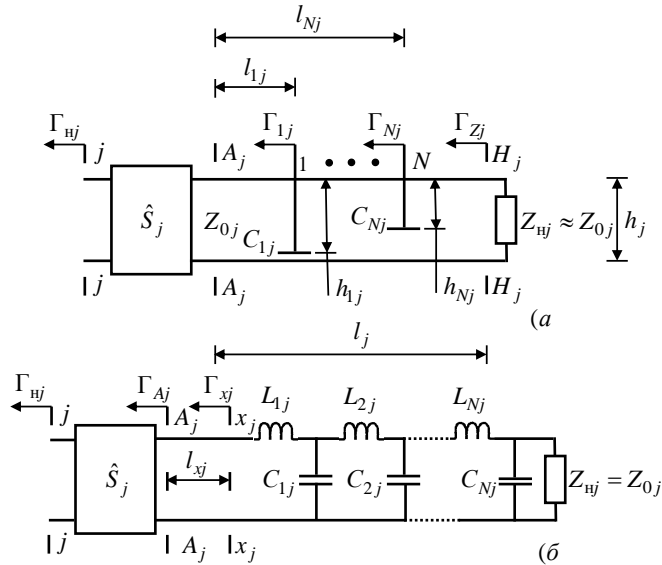 l_{Nj}
l_{1j}
Γ_{нj} j A_j Γ_{1j} 1 • • • Γ_{Nj} N Γ_{Zj} H_j
Ŝ_j Z_{0j} C_{1j} C_{Nj} Z_{нj} ≈ Z_{0j} h_j
j A_j h_{1j} h_{Nj} H_j
(а
l_j
Γ_{нj} j Γ_{Aj} A_j Γ_{xj} x_j L_{1j} L_{2j} L_{Nj}
Ŝ_j l_{xj} C_{1j} C_{2j} C_{Nj} Z_{нj} = Z_{0j}
j A_j x_j (б